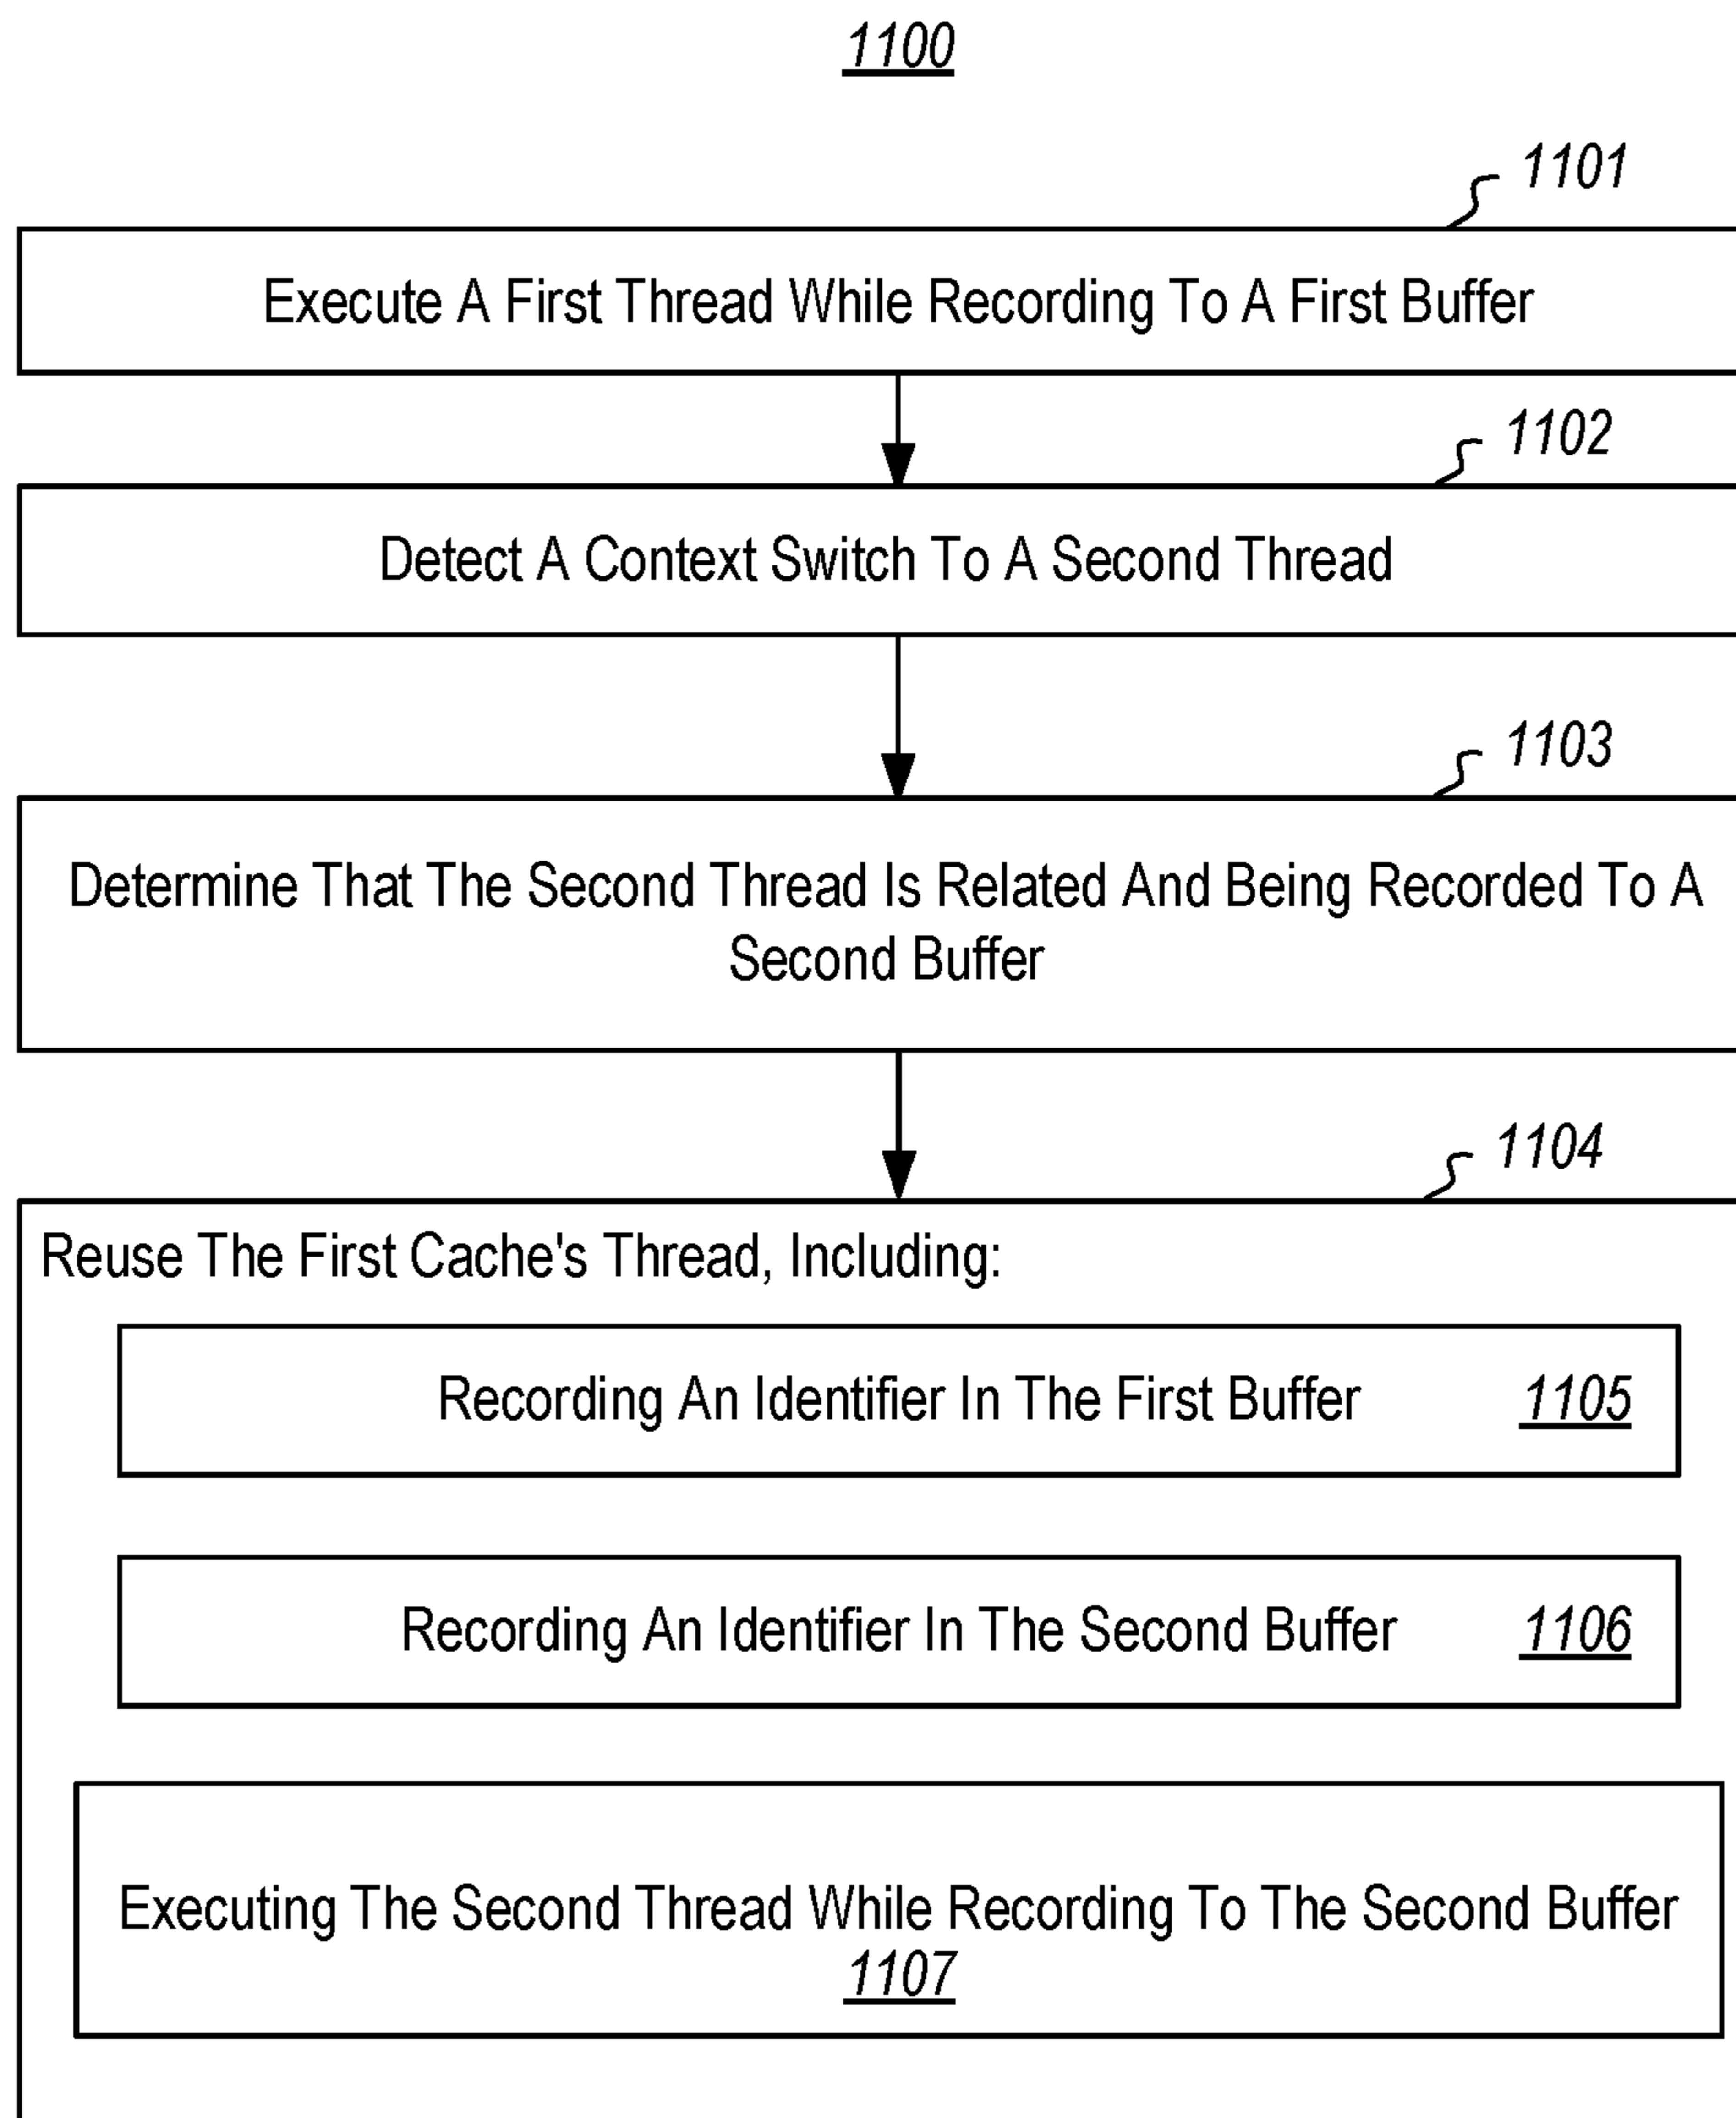 1100
1101
Execute A First Thread While Recording To A First Buffer
1102
Detect A Context Switch To A Second Thread
1103
Determine That The Second Thread Is Related And Being Recorded To A
Second Buffer
1104
Reuse The First Cache's Thread, Including:
Recording An Identifier In The First Buffer 1105
Recording An Identifier In The Second Buffer 1106
Executing The Second Thread While Recording To The Second Buffer
1107